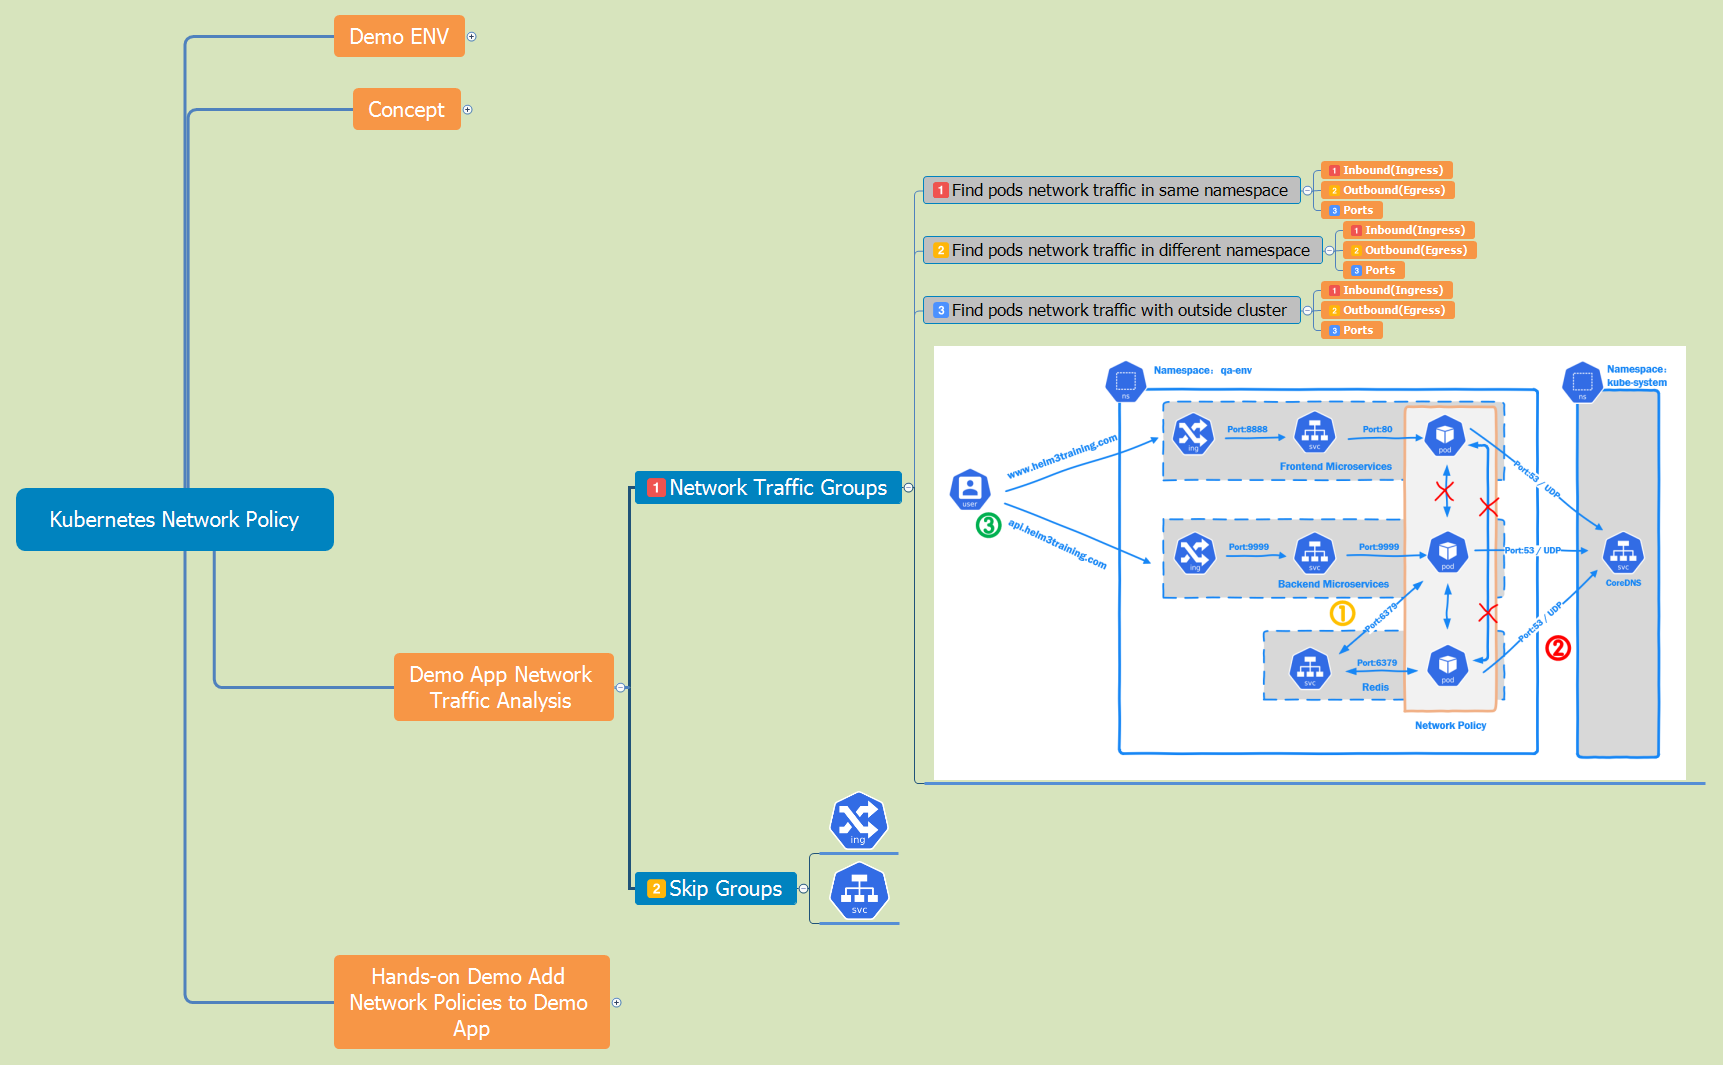 Demo ENV
Concept
Kubernetes Network Policy
Demo App Network
Traffic Analysis
Hands-on Demo Add
Network Policies to Demo
App
1 Network Traffic Groups
2 Skip Groups
1 Find pods network traffic in same namespace
1 Inbound(Ingress)
2 Outbound(Egress)
3 Ports
2 Find pods network traffic in different namespace
1 Inbound(Ingress)
2 Outbound(Egress)
3 Ports
3 Find pods network traffic with outside cluster
1 Inbound(Ingress)
2 Outbound(Egress)
3 Ports
ns
Namespace: qa-env
ns
Namespace:
kube-system
user
③
www.helm3training.com
api.helm3training.com
ing
Port:8888
svc
Port:80
pod
Frontend Microservices
Port:53 / UDP
ing
Port:9999
svc
Port:9999
pod
Port:53 / UDP
svc
CoreDNS
Backend Microservices
①
Port:6379
Port:53 / UDP
②
svc
Port:6379
pod
Redis
Network Policy
ing
svc